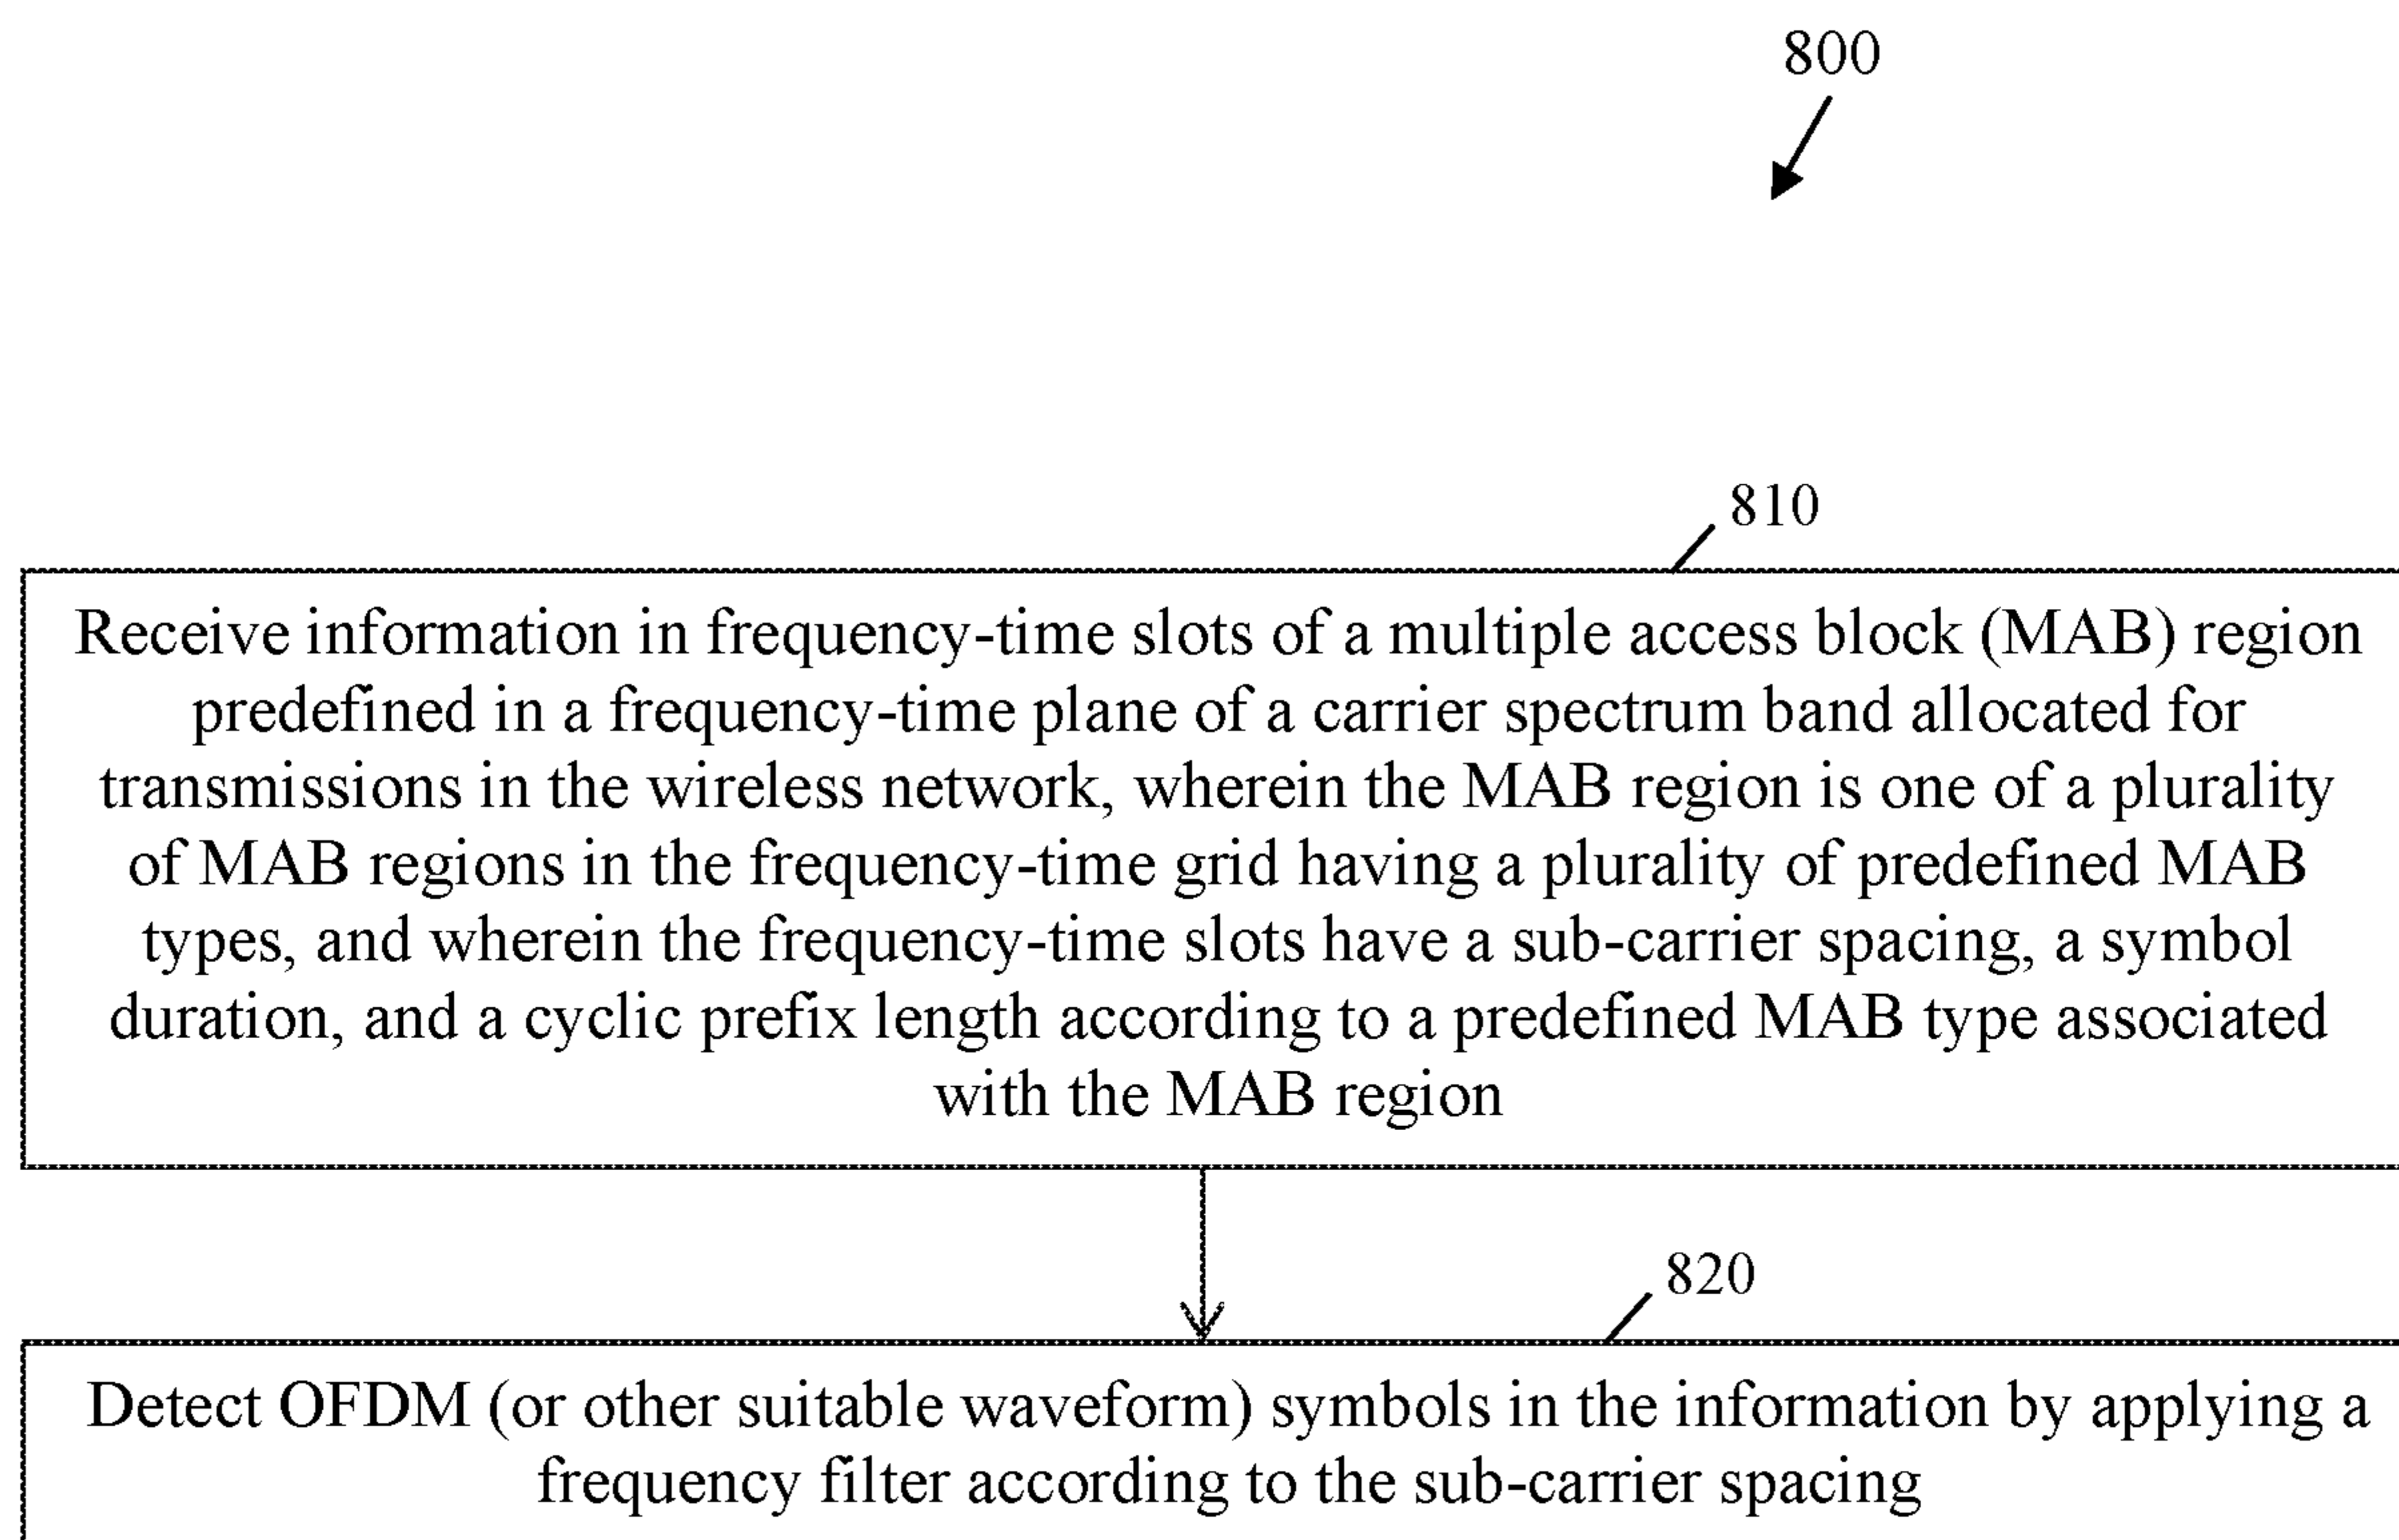 800
810
Receive information in frequency-time slots of a multiple access block (MAB) region
predefined in a frequency-time plane of a carrier spectrum band allocated for
transmissions in the wireless network, wherein the MAB region is one of a plurality
of MAB regions in the frequency-time grid having a plurality of predefined MAB
types, and wherein the frequency-time slots have a sub-carrier spacing, a symbol
duration, and a cyclic prefix length according to a predefined MAB type associated
with the MAB region
820
Detect OFDM (or other suitable waveform) symbols in the information by applying a
frequency filter according to the sub-carrier spacing